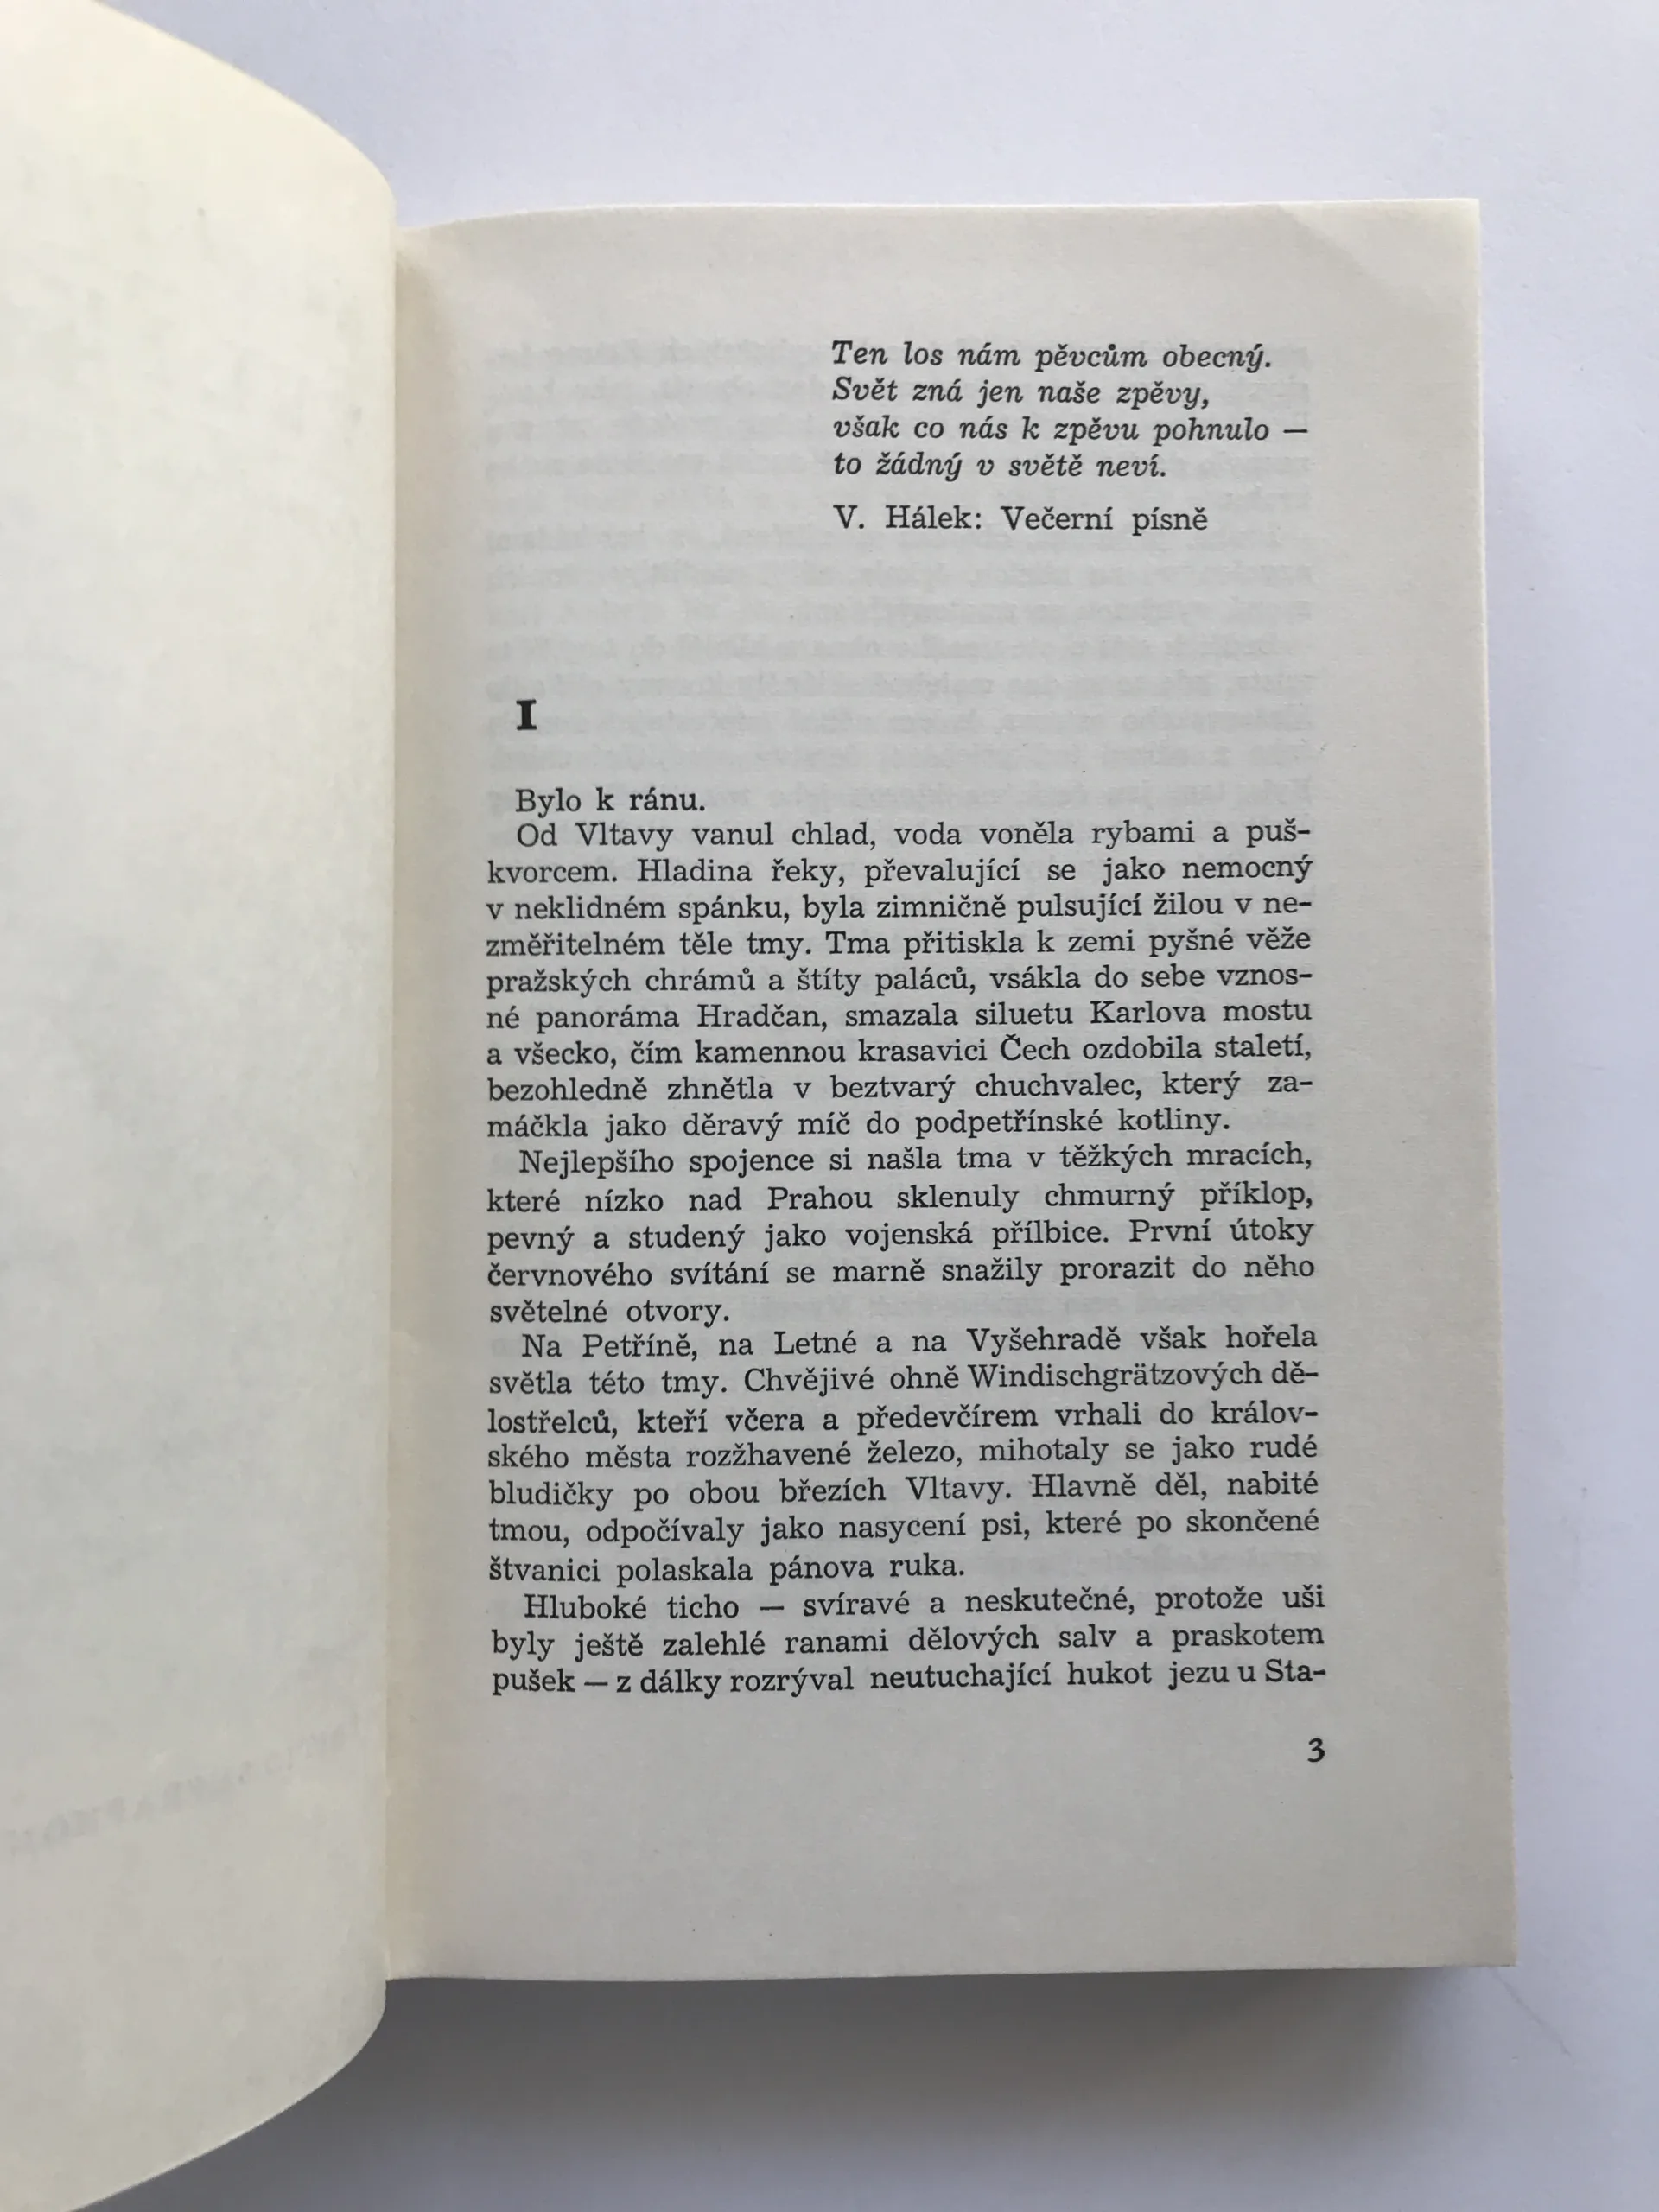 Ten los nám pěvcům obecný.
Svět zná jen naše zpěvy,
však co nás k zpěvu pohnulo —
to žádný v světě neví.
V. Hálek: Večerní písně
I
Bylo k ránu.
Od Vltavy vanul chlad, voda voněla rybami a puš-
kvorcem. Hladina řeky, převalující se jako nemocný
v neklidném spánku, byla zimničně pulsující žilou v ne-
změřitelném těle tmy. Tma přitiskla k zemi pyšné věže
pražských chrámů a štíty paláců, vsákla do sebe vznos-
né panoráma Hradčan, smazala siluetu Karlova mostu
a všecko, čím kamennou krasavici Čech ozdobila staletí,
bezohledně zhnětla v beztvarý chuchvalec, který za-
máčkla jako děravý míč do podpetřínské kotliny.
Nejlepšího spojence si našla tma v těžkých mracích,
které nízko nad Prahou sklenuly chmurný příklop,
pevný a studený jako vojenská přílbice. První útoky
červnového svítání se marně snažily prorazit do něho
světelné otvory.
Na Petříně, na Letné a na Vyšehradě však hořela
světla této tmy. Chvějivé ohně Windischgrätzových dě-
lostřelců, kteří včera a předevčírem vrhali do králov-
ského města rozžhavené železo, mihotaly se jako rudé
bludičky po obou březích Vltavy. Hlavně děl, nabité
tmou, odpočívaly jako nasycení psi, které po skončené
štvanici polaskala pánova ruka.
Hluboké ticho — svíravé a neskutečné, protože uši
byly ještě zalehlé ranami dělových salv a praskotem
pušek — z dálky rozrýval neutuchající hukot jezu u Sta-
3